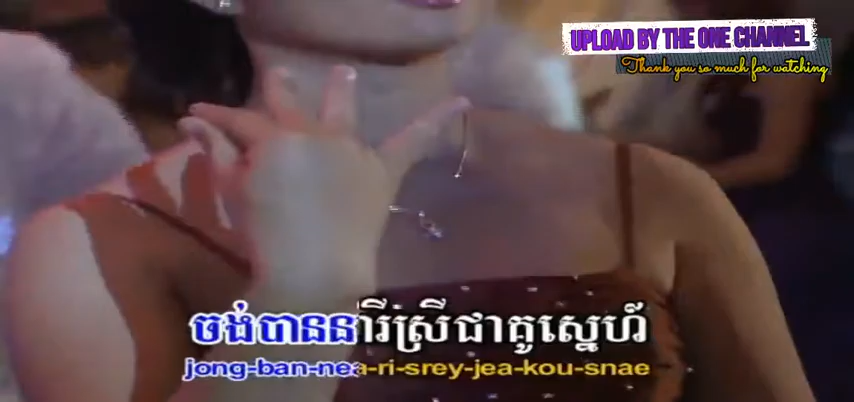 UPLOAD BY THE ONE CHANNEL
Thank you so much for watching
ចង់បាននារីស្រីជាគូស្នេហ៍
jong-ban-nea-ri-srey-jea-kou-snae